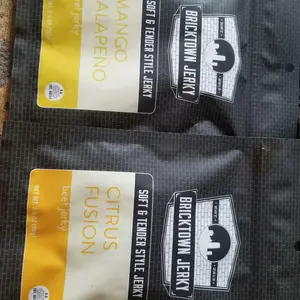 BRICKTOWN JERKY
SOFT & TENDER STYLE JERKY
MANGO
JALAPENO
beef jerky
BRICKTOWN JERKY
SOFT & TENDER STYLE JERKY
CITRUS
FUSION
beef jerky